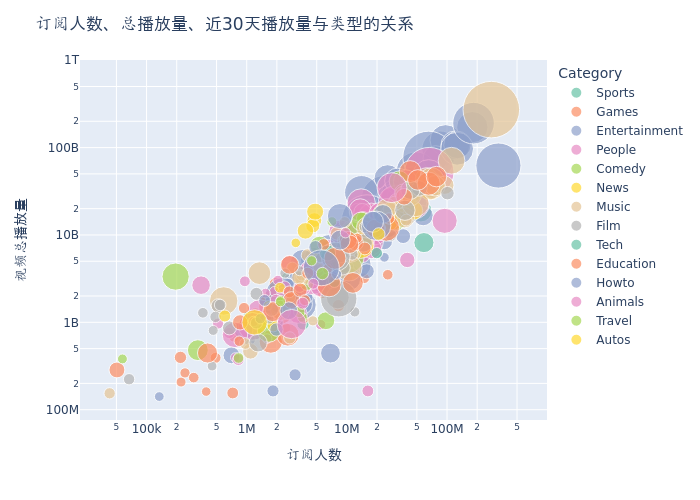 订阅人数、总播放量、近30天播放量与类型的关系
视频总播放量
1T
5
2
100B
5
2
10B
5
2
1B
5
2
100M
5
100k
2
5
1M
2
5
10M
2
5
100M
2
5
订阅人数
Category
Sports
Games
Entertainment
People
Comedy
News
Music
Film
Tech
Education
Howto
Animals
Travel
Autos